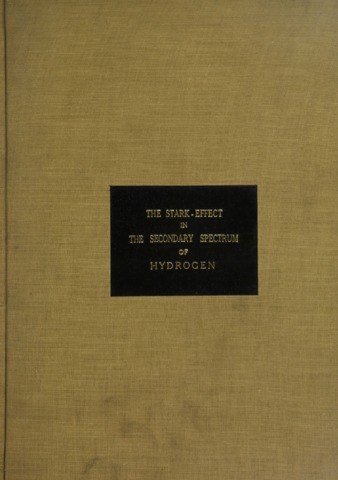 THE STARK-EFFECT
IN
THE SECONDARY SPECTRUM
OF
HYDROGEN